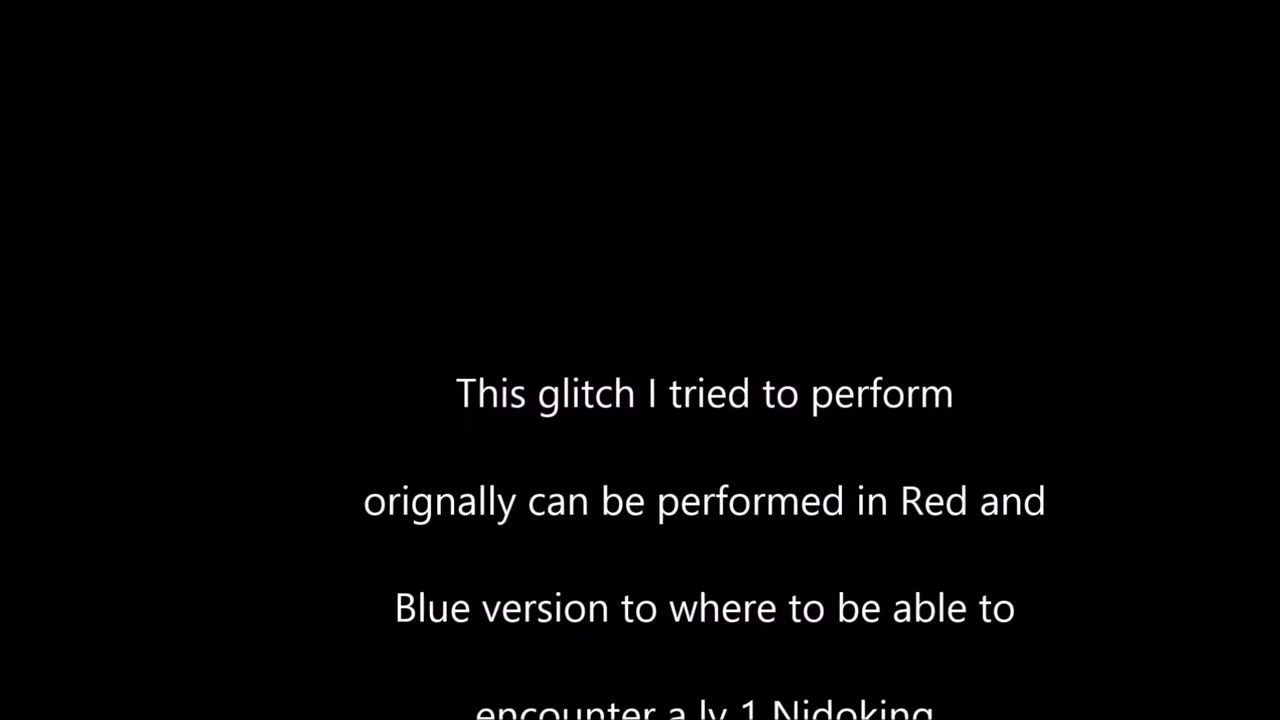 This glitch I tried to perform
orignally can be performed in Red and
Blue version to where to be able to
encounter a lv 1 Nidoking